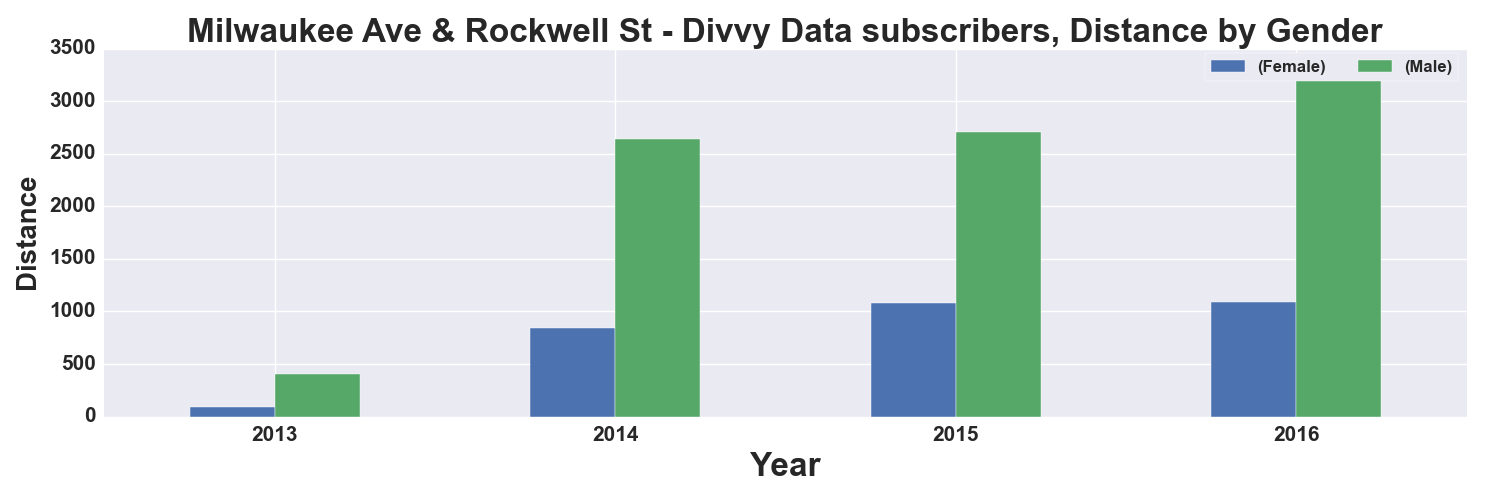 Milwaukee Ave & Rockwell St - Divvy Data subscribers, Distance by Gender
(Female) (Male)
3500
3000
2500
2000
1500
1000
500
0
Distance
2013 2014 2015 2016
Year